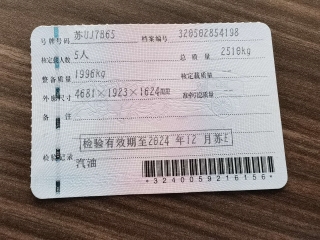 号牌号码 苏UJ7B65 档案编号 320502854198
核定载人数 5人 总质量 2510kg
整备质量 1996kg 核定载质量 --
外廓尺寸 4681×1923×1624mm 准牵引总质量 --
备注
检验有效期至2024年12月苏E
检验记录
汽油
*3240059216156*